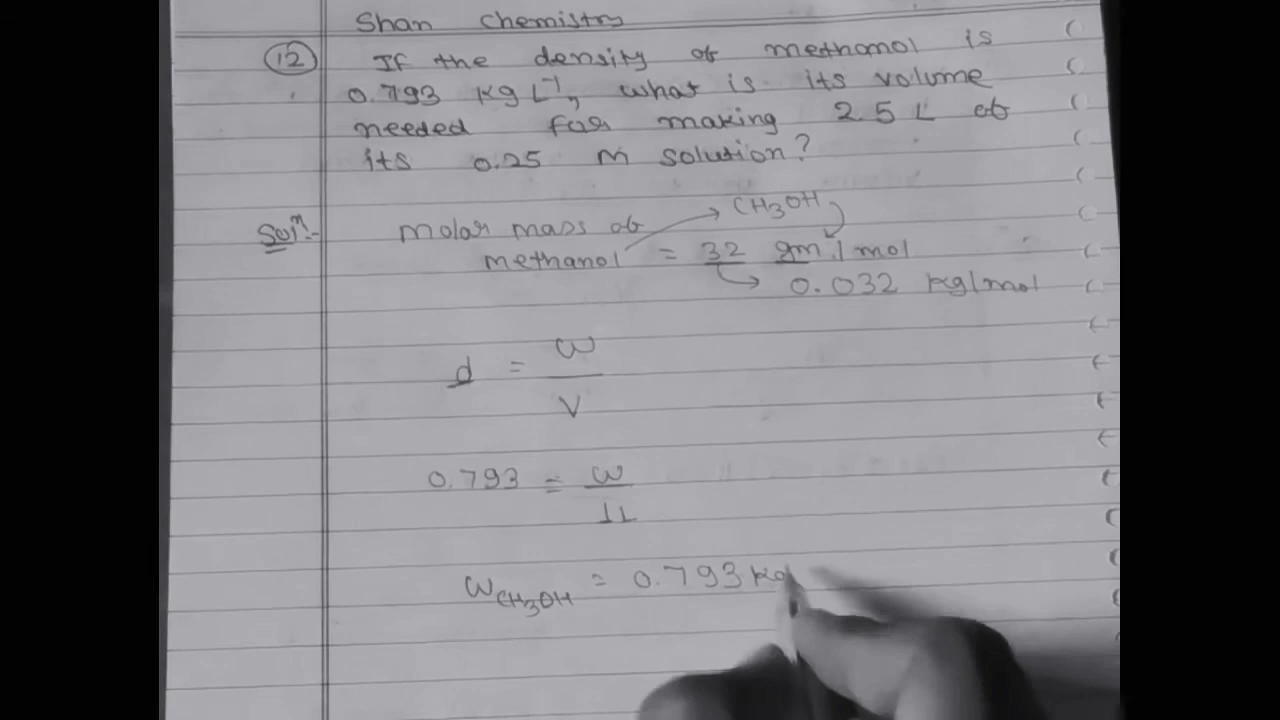 Shan Chemistry
12 If the density of methanol is
0.793 kg L⁻¹, what is its volume
needed for making 2.5 L of
its 0.25 M solution?
Solⁿ:- Molar mass of CH3OH
methanol = 32 gm/mol
0.032 kg/mol
d = w
V
0.793 = w
1L
W CH3OH = 0.793 kg